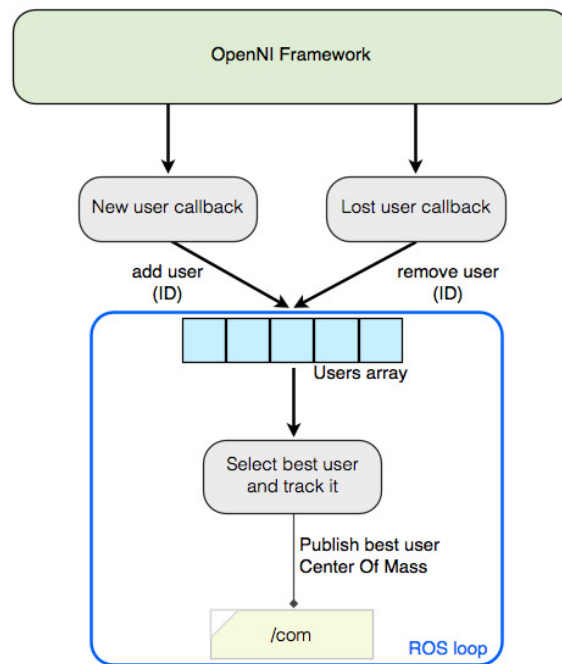 OpenNI Framework
New user callback
Lost user callback
add user
(ID)
remove user
(ID)
Users array
Select best user
and track it
Publish best user
Center Of Mass
/com
ROS loop